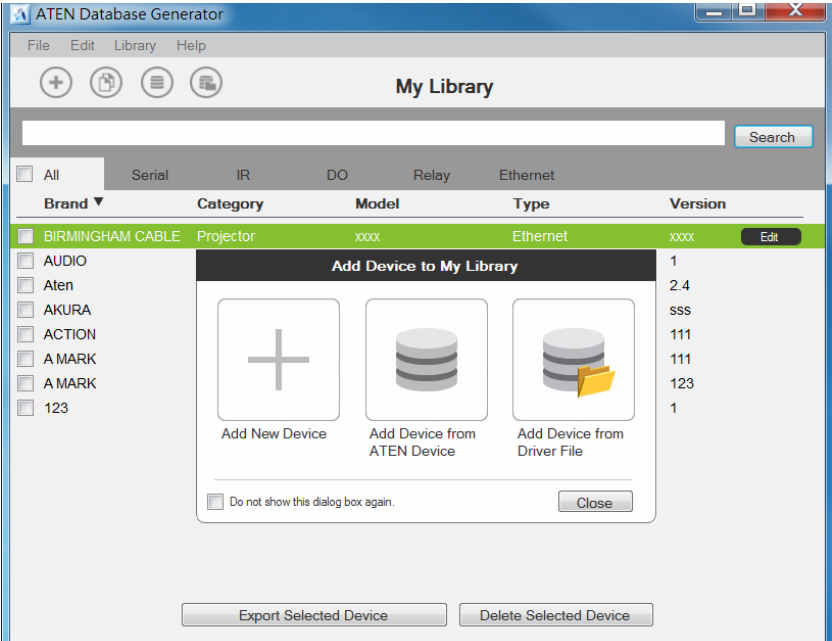 ATEN Database Generator
File Edit Library Help
My Library
Search
All Serial IR DO Relay Ethernet
Brand ▼ Category Model Type Version
BIRMINGHAM CABLE Projector xxxx Ethernet xxxx Edit
AUDIO 1
Aten 2.4
AKURA sss
ACTION 111
A MARK 111
A MARK 123
123 1
Add Device to My Library
Add New Device
Add Device from
ATEN Device
Add Device from
Driver File
Do not show this dialog box again.
Close
Export Selected Device Delete Selected Device